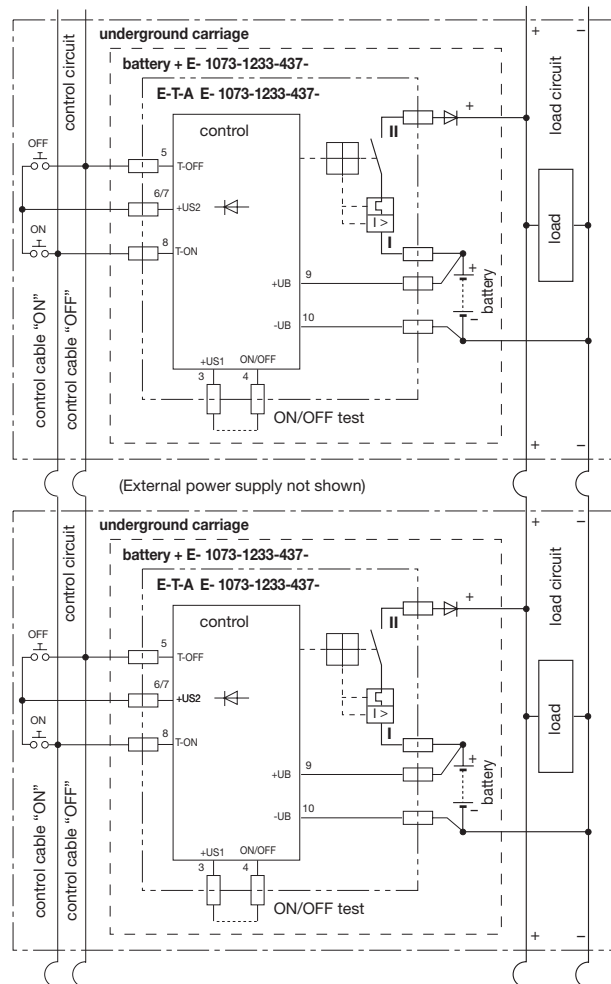 underground carriage
+ –
battery + E- 1073-1233-437-
E-T-A E- 1073-1233-437-
control circuit
control
II
+
load circuit
OFF
5
T-OFF
6/7
+US2
I >
load
ON
8
T-ON
I
9
+UB
+
battery
10
-UB
–
control cable "ON"
control cable "OFF"
+US1 ON/OFF
3 4
ON/OFF test
+ –
(External power supply not shown)
underground carriage
+ –
battery + E- 1073-1233-437-
E-T-A E- 1073-1233-437-
control circuit
control
II
+
load circuit
OFF
5
T-OFF
6/7
+US2
I >
load
ON
8
T-ON
I
9
+UB
+
battery
10
-UB
–
control cable "ON"
control cable "OFF"
+US1 ON/OFF
3 4
ON/OFF test
+ –